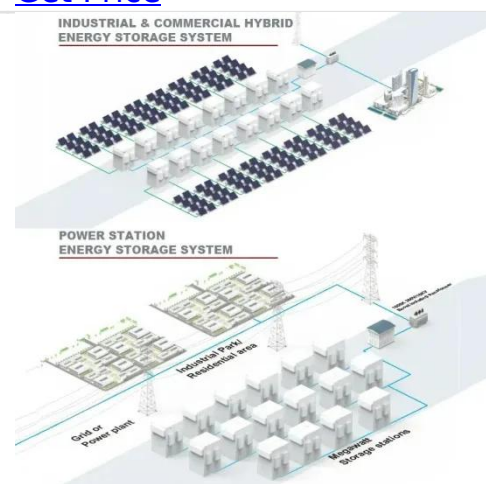 Get Price
INDUSTRIAL & COMMERCIAL HYBRID
ENERGY STORAGE SYSTEM
POWER STATION
ENERGY STORAGE SYSTEM
Industrial Park/
Residential area
Grid or
Power plant
Megawatt
Storage stations